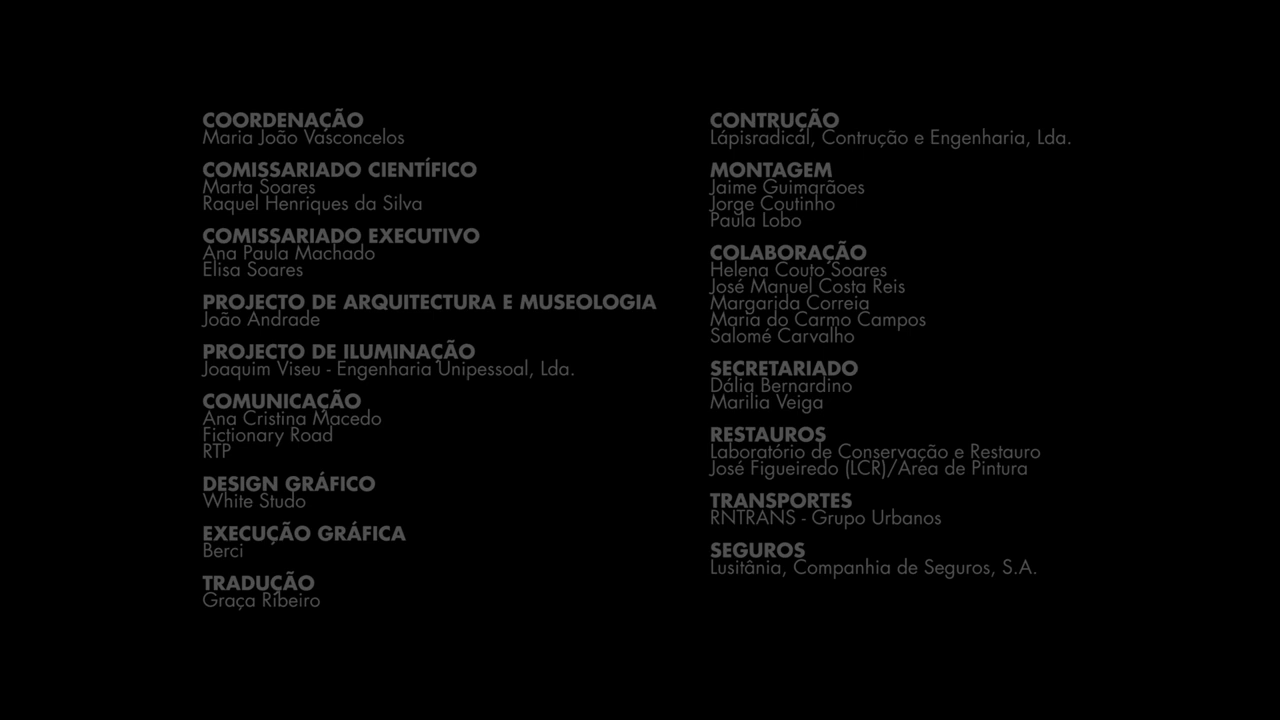 COORDENAÇÃO
Maria João Vasconcelos
COMISSARIADO CIENTÍFICO
Marta Soares
Raquel Henriques da Silva
COMISSARIADO EXECUTIVO
Ana Paula Machado
Elisa Soares
PROJECTO DE ARQUITECTURA E MUSEOLOGIA
João Andrade
PROJECTO DE ILUMINAÇÃO
Joaquim Viseu - Engenharia Unipessoal, Lda.
COMUNICAÇÃO
Ana Cristina Macedo
Fictionary Road
RTP
DESIGN GRÁFICO
White Studo
EXECUÇÃO GRÁFICA
Berci
TRADUÇÃO
Graça Ribeiro
CONTRUÇÃO
Lápisradicál, Contrução e Engenharia, Lda.
MONTAGEM
Jaime Guimarãoes
Jorge Coutinho
Paula Lobo
COLABORAÇÃO
Helena Couto Soares
José Manuel Costa Reis
Margarida Correia
Maria do Carmo Campos
Salomé Carvalho
SECRETARIADO
Dália Bernardino
Marilia Veiga
RESTAUROS
Laboratório de Conservação e Restauro
José Figueiredo (LCR)/Área de Pintura
TRANSPORTES
RNTRANS - Grupo Urbanos
SEGUROS
Lusitânia, Companhia de Seguros, S.A.